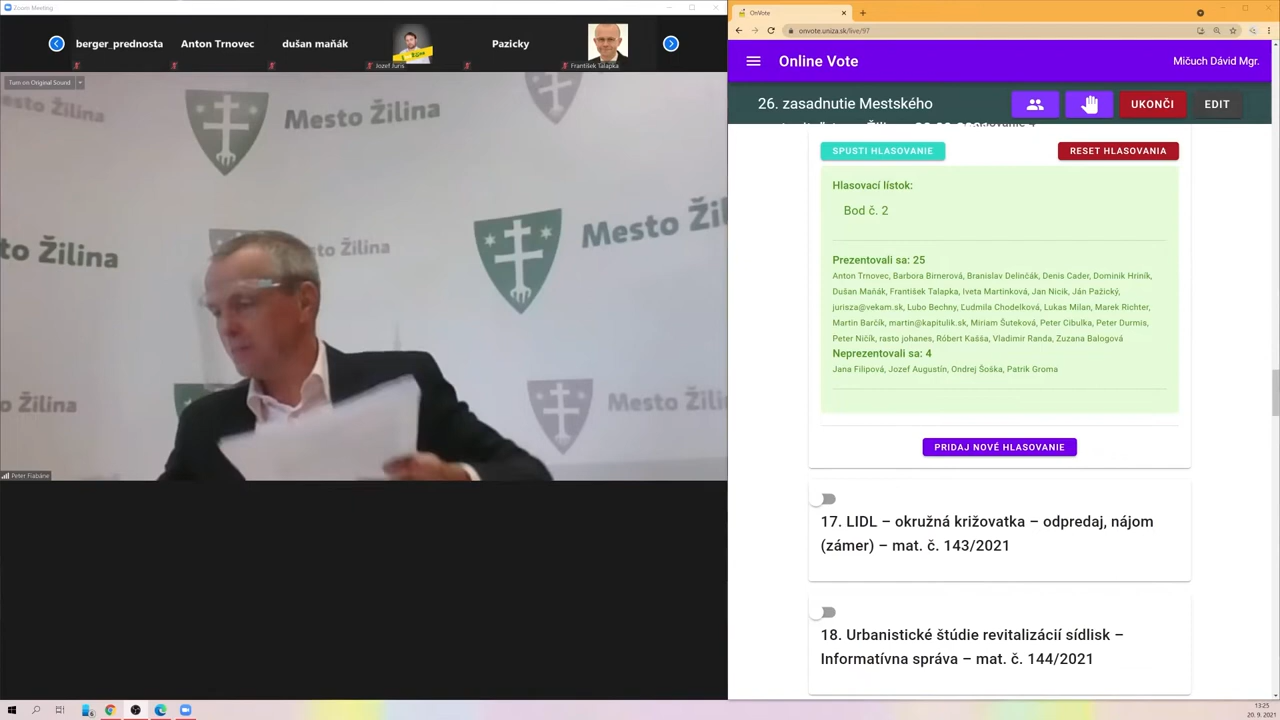 Zoom Meeting
berger_prednosta
Anton Trnovec
dušan maňák
Jozef Juris
Pazicky
František Talapka
Turn on Original Sound
Mesto Žilina
Mesto Žilina
Mesto Žilina
sto Žilina
Mesto Žilina
to Žilina
Mesto Žilina
Peter Fiabáne
OnVote
onvote.uniza.sk/live/97
Online Vote
Mičuch Dávid Mgr.
26. zasadnutie Mestského
UKONČI
EDIT
SPUSTI HLASOVANIE
RESET HLASOVANIA
Hlasovací lístok:
Bod č. 2
Prezentovali sa: 25
Anton Trnovec, Barbora Birnerová, Branislav Delinčák, Denis Cader, Dominik Hriník,
Dušan Maňák, František Talapka, Iveta Martinková, Jan Nicik, Ján Pažický,
jurisza@vekam.sk, Lubo Bechny, Ľudmila Chodelková, Lukas Milan, Marek Richter,
Martin Barčík, martin@kapitulik.sk, Miriam Šuteková, Peter Cibulka, Peter Durmis,
Peter Ničík, rasto johanes, Róbert Kašša, Vladimir Randa, Zuzana Balogová
Neprezentovali sa: 4
Jana Filipová, Jozef Augustín, Ondrej Šoška, Patrik Groma
PRIDAJ NOVÉ HLASOVANIE
17. LIDL – okružná križovatka – odpredaj, nájom
(zámer) – mat. č. 143/2021
18. Urbanistické štúdie revitalizácií sídlisk –
Informatívna správa – mat. č. 144/2021
13:25
20. 9. 2021